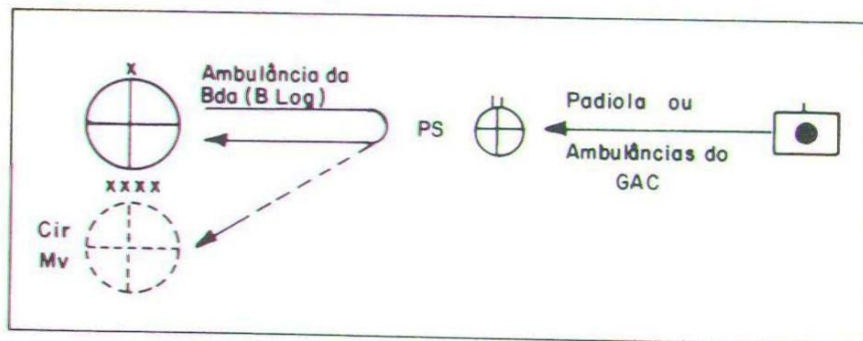 x
Ambulância da
Bda (B Log)
PS
Padiola ou
Ambulâncias do
GAC
xxxx
Cir
Mv